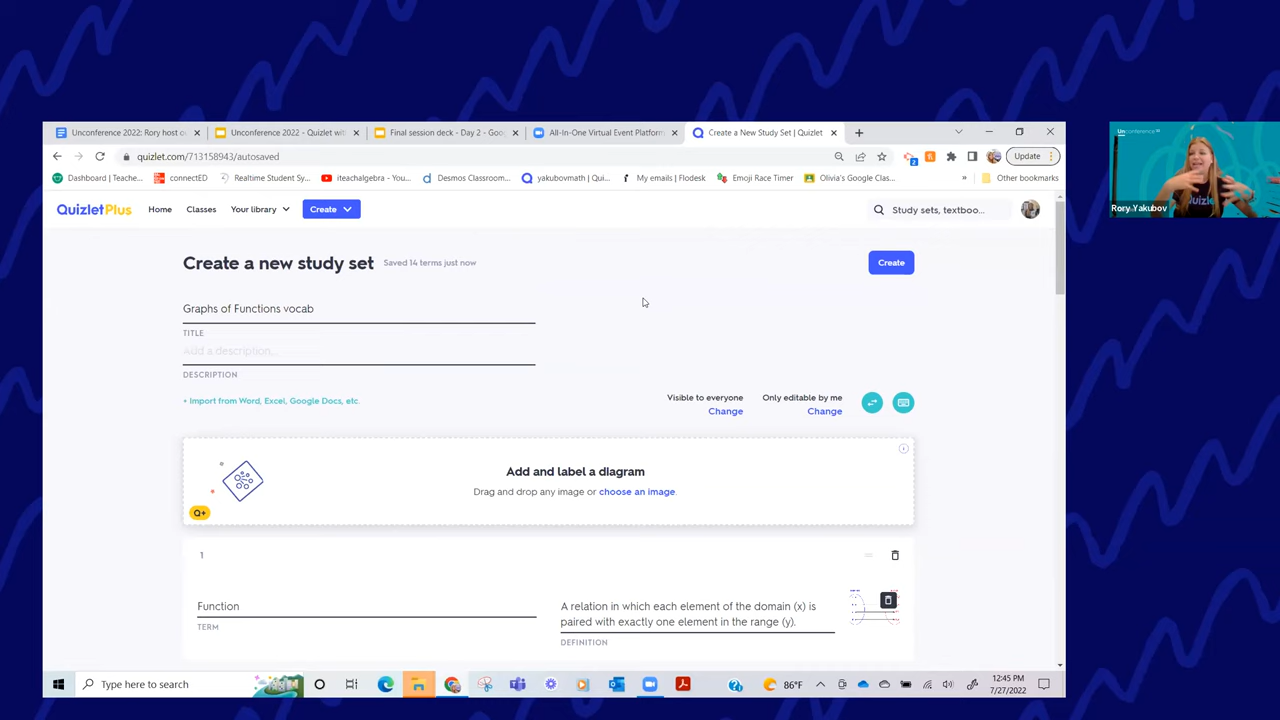 Unconference 2022: Rory host o
Unconference 2022 - Quizlet wit
Final session deck - Day 2 - Goo
All-In-One Virtual Event Platform
Create a New Study Set | Quizlet
quizlet.com/713158943/autosaved
2
Update
Dashboard | Teache...
connectED
Realtime Student Sy...
iteachalgebra - You...
Desmos Classroom...
yakubovmath | Qui...
My emails | Flodesk
Emoji Race Timer
Olivia's Google Clas...
»
Other bookmarks
QuizletPlus
Home
Classes
Your library
Create
Study sets, textboo...
Create a new study set
Saved 14 terms just now
Create
Graphs of Functions vocab
TITLE
Add a description...
DESCRIPTION
+ Import from Word, Excel, Google Docs, etc.
Visible to everyone
Change
Only editable by me
Change
Add and label a diagram
Drag and drop any image or choose an image.
Q+
1
Function
TERM
A relation in which each element of the domain (x) is
paired with exactly one element in the range (y).
DEFINITION
Type here to search
86°F
12:45 PM
7/27/2022
Unconference
Quizlet
Rory Yakubov